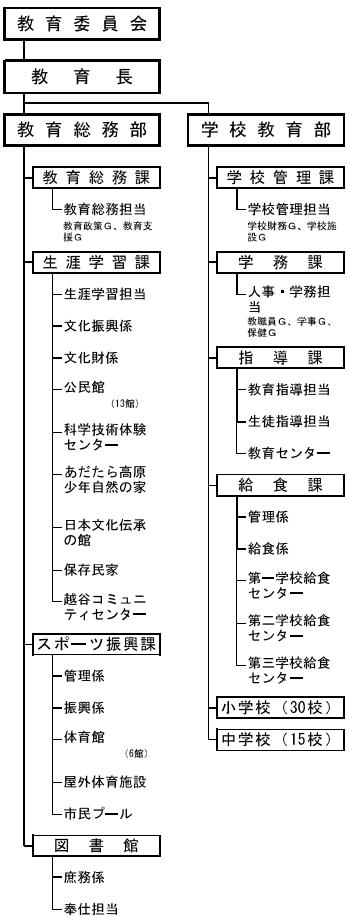 教育委員会
教育長
教育総務部
教育総務課
教育総務担当
教育政策Ｇ、教育支
援Ｇ
生涯学習課
生涯学習担当
文化振興係
文化財係
公民館
(13館)
科学技術体験
センター
あだたら高原
少年自然の家
日本文化伝承
の館
保存民家
越谷コミュニ
ティセンター
スポーツ振興課
管理係
振興係
体育館
(6館)
屋外体育施設
市民プール
図書館
庶務係
奉仕担当
学校教育部
学校管理課
学校管理担当
学校財務Ｇ、学校施
設Ｇ
学務課
人事・学務担
当
教職員Ｇ、学事Ｇ、
保健Ｇ
指導課
教育指導担当
生徒指導担当
教育センター
給食課
管理係
給食係
第一学校給食
センター
第二学校給食
センター
第三学校給食
センター
小学校（30校）
中学校（15校）